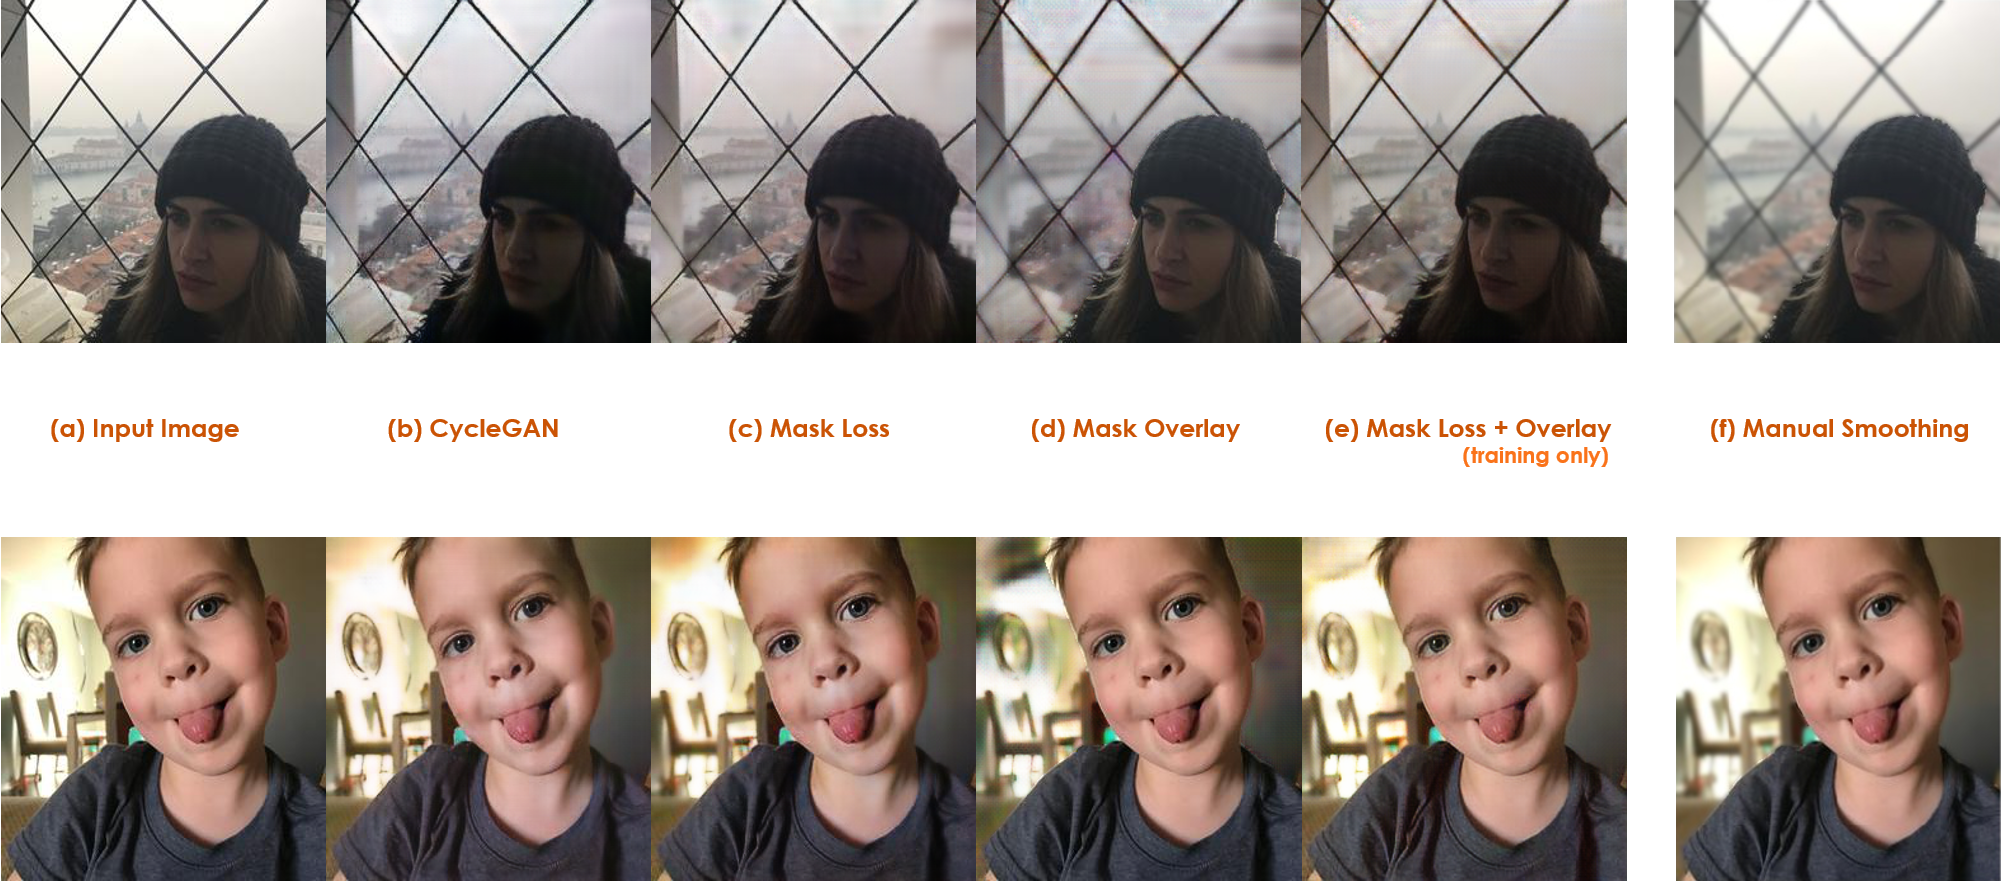 (a) Input Image
(b) CycleGAN
(c) Mask Loss
(d) Mask Overlay
(e) Mask Loss + Overlay
(training only)
(f) Manual Smoothing